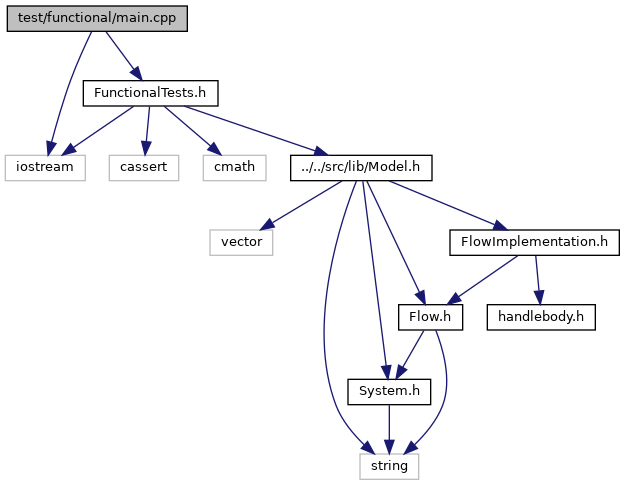 test/functional/main.cpp
FunctionalTests.h
iostream
cassert
cmath
../../src/lib/Model.h
vector
FlowImplementation.h
Flow.h
handlebody.h
System.h
string